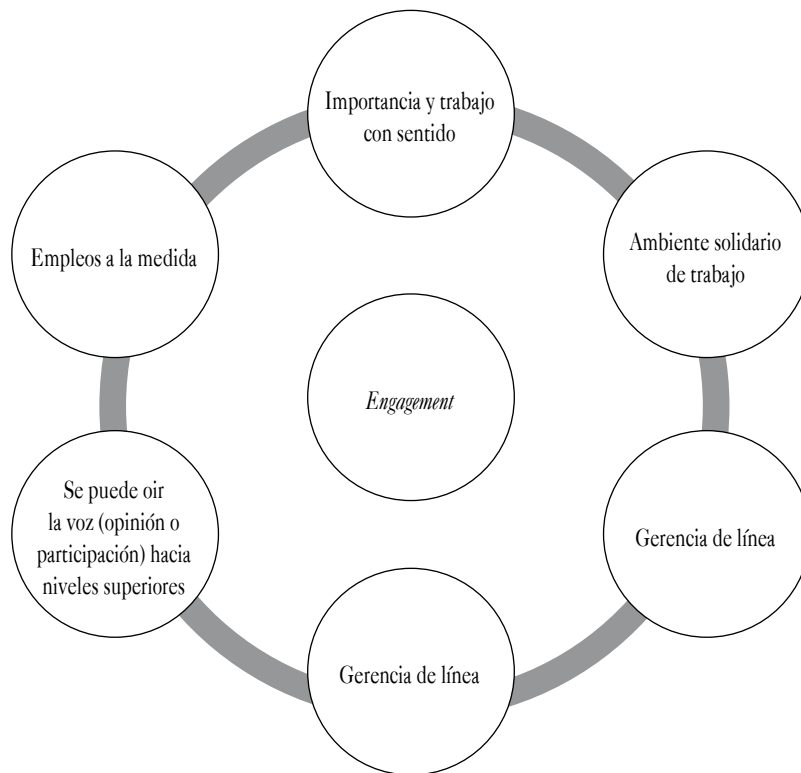 Importancia y trabajo
con sentido
Empleos a la medida
Ambiente solidario
de trabajo
Engagement
Se puede oir
la voz (opinión o
participación) hacia
niveles superiores
Gerencia de línea
Gerencia de línea